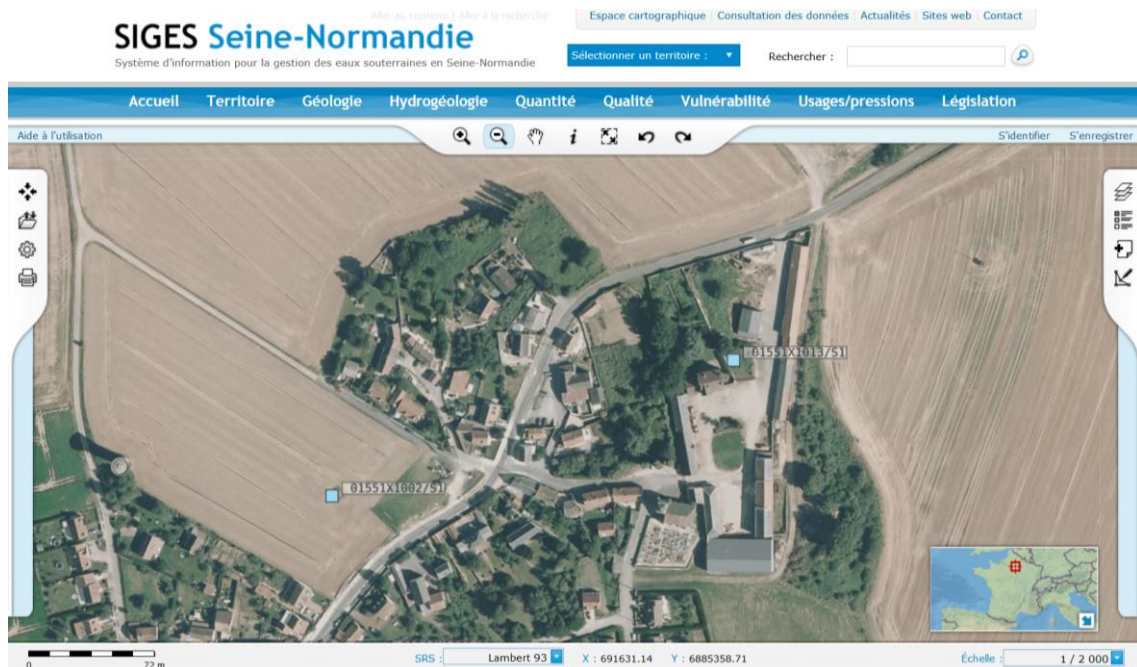 Aller au contenu | Aller à la recherche
Espace cartographique | Consultation des données | Actualités | Sites web | Contact
SIGES Seine-Normandie
Système d'information pour la gestion des eaux souterraines en Seine-Normandie
Sélectionner un territoire :
Rechercher :
Accueil Territoire Géologie Hydrogéologie Quantité Qualité Vulnérabilité Usages/pressions Législation
Aide à l'utilisation
S'identifier S'enregistrer
01551X1013/S1
01551X1002/S1
0 72 m
SRS : Lambert 93 X : 691631.14 Y : 6885358.71 Échelle : 1 / 2 000